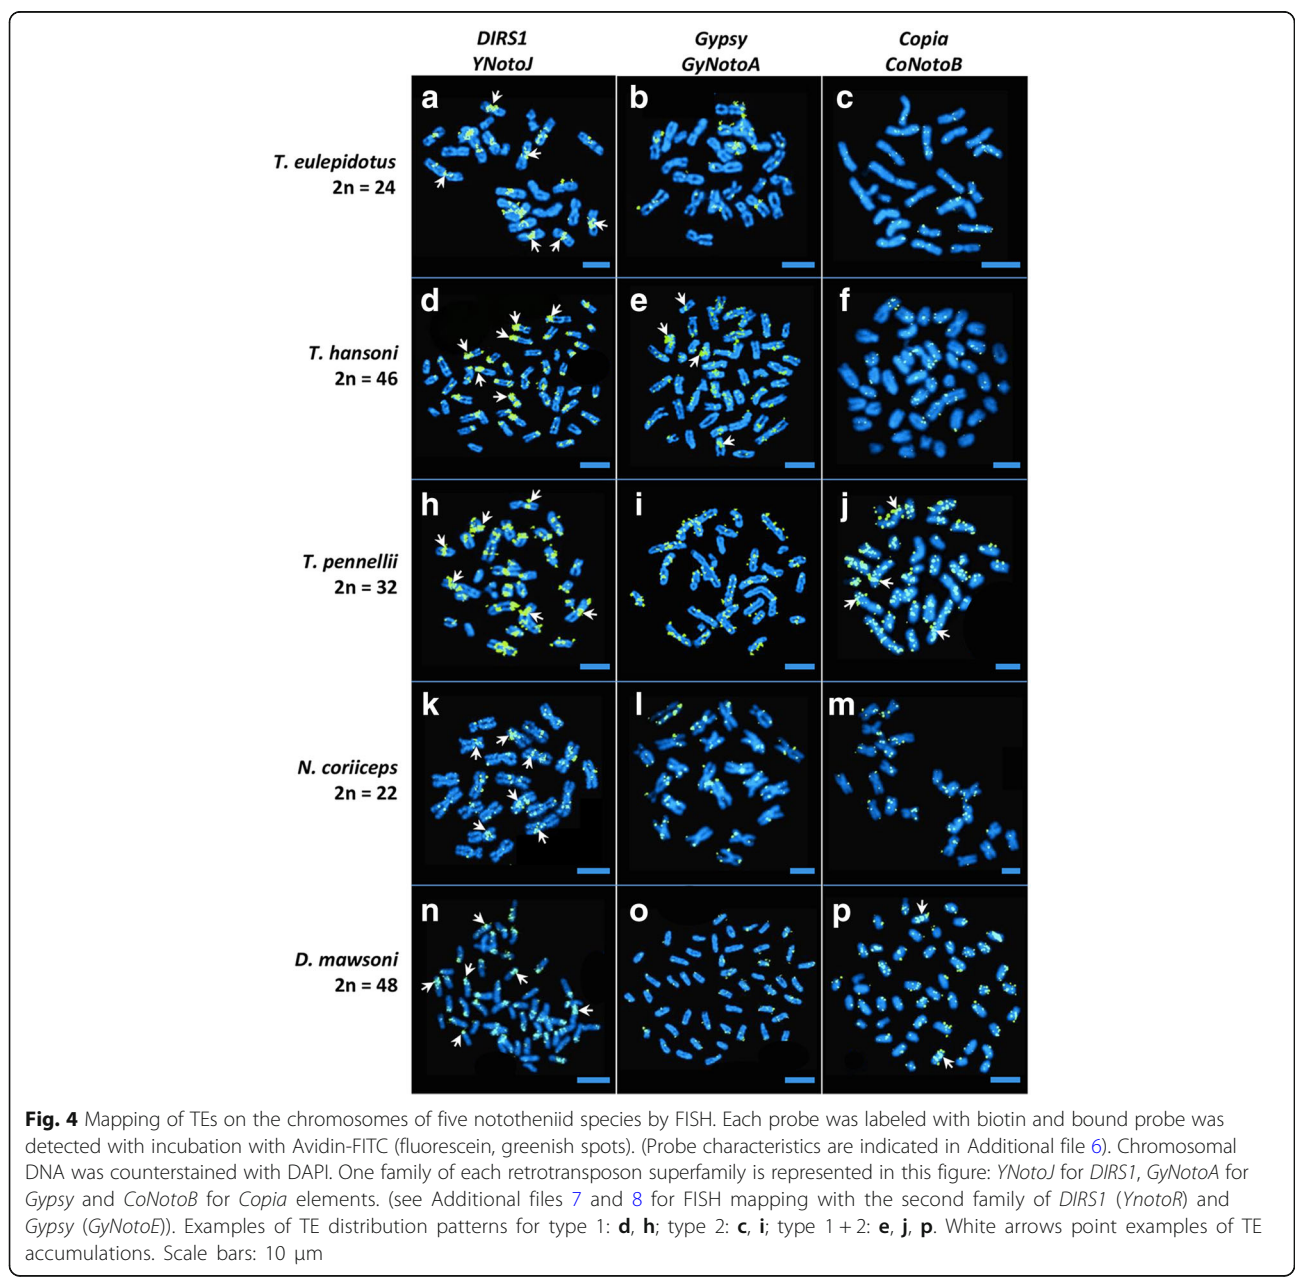 DIRS1 Gypsy Copia
YNotoJ GyNotoA CoNotoB
a b c
T. eulepidotus
2n = 24
d e f
T. hansoni
2n = 46
h i j
T. pennellii
2n = 32
k l m
N. coriiceps
2n = 22
n o p
D. mawsoni
2n = 48
Fig. 4 Mapping of TEs on the chromosomes of five nototheniid species by FISH. Each probe was labeled with biotin and bound probe was
detected with incubation with Avidin-FITC (fluorescein, greenish spots). (Probe characteristics are indicated in Additional file 6). Chromosomal
DNA was counterstained with DAPI. One family of each retrotransposon superfamily is represented in this figure: YNotoJ for DIRS1, GyNotoA for
Gypsy and CoNotoB for Copia elements. (see Additional files 7 and 8 for FISH mapping with the second family of DIRS1 (YnotoR) and
Gypsy (GyNotoE)). Examples of TE distribution patterns for type 1: d, h; type 2: c, i; type 1 + 2: e, j, p. White arrows point examples of TE
accumulations. Scale bars: 10 μm